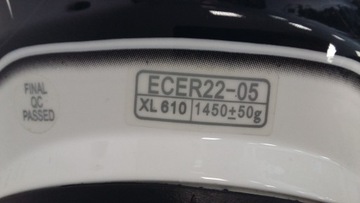 FINAL
QC
PASSED
ECER22-05
XL 610 1450±50g